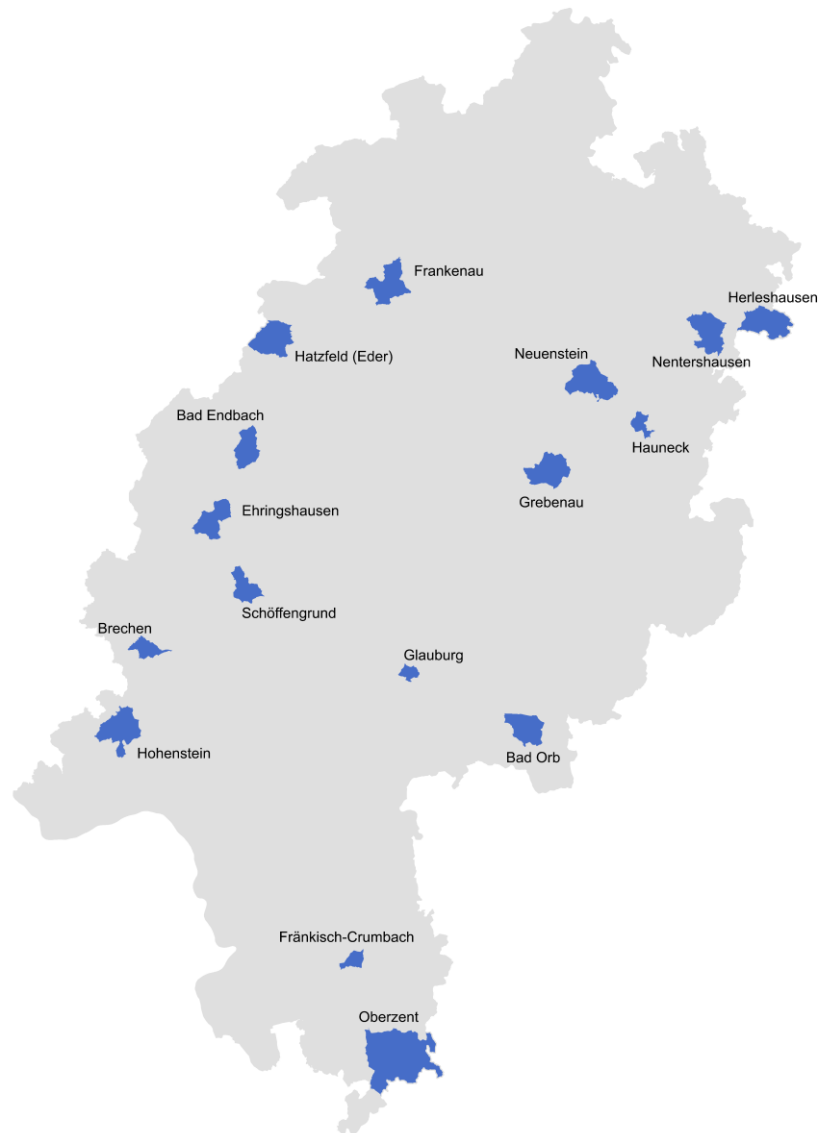 Frankenau
Herleshausen
Hatzfeld (Eder)
Neuenstein
Nentershausen
Bad Endbach
Hauneck
Grebenau
Ehringshausen
Schöffengrund
Brechen
Glauburg
Hohenstein
Bad Orb
Fränkisch-Crumbach
Oberzent